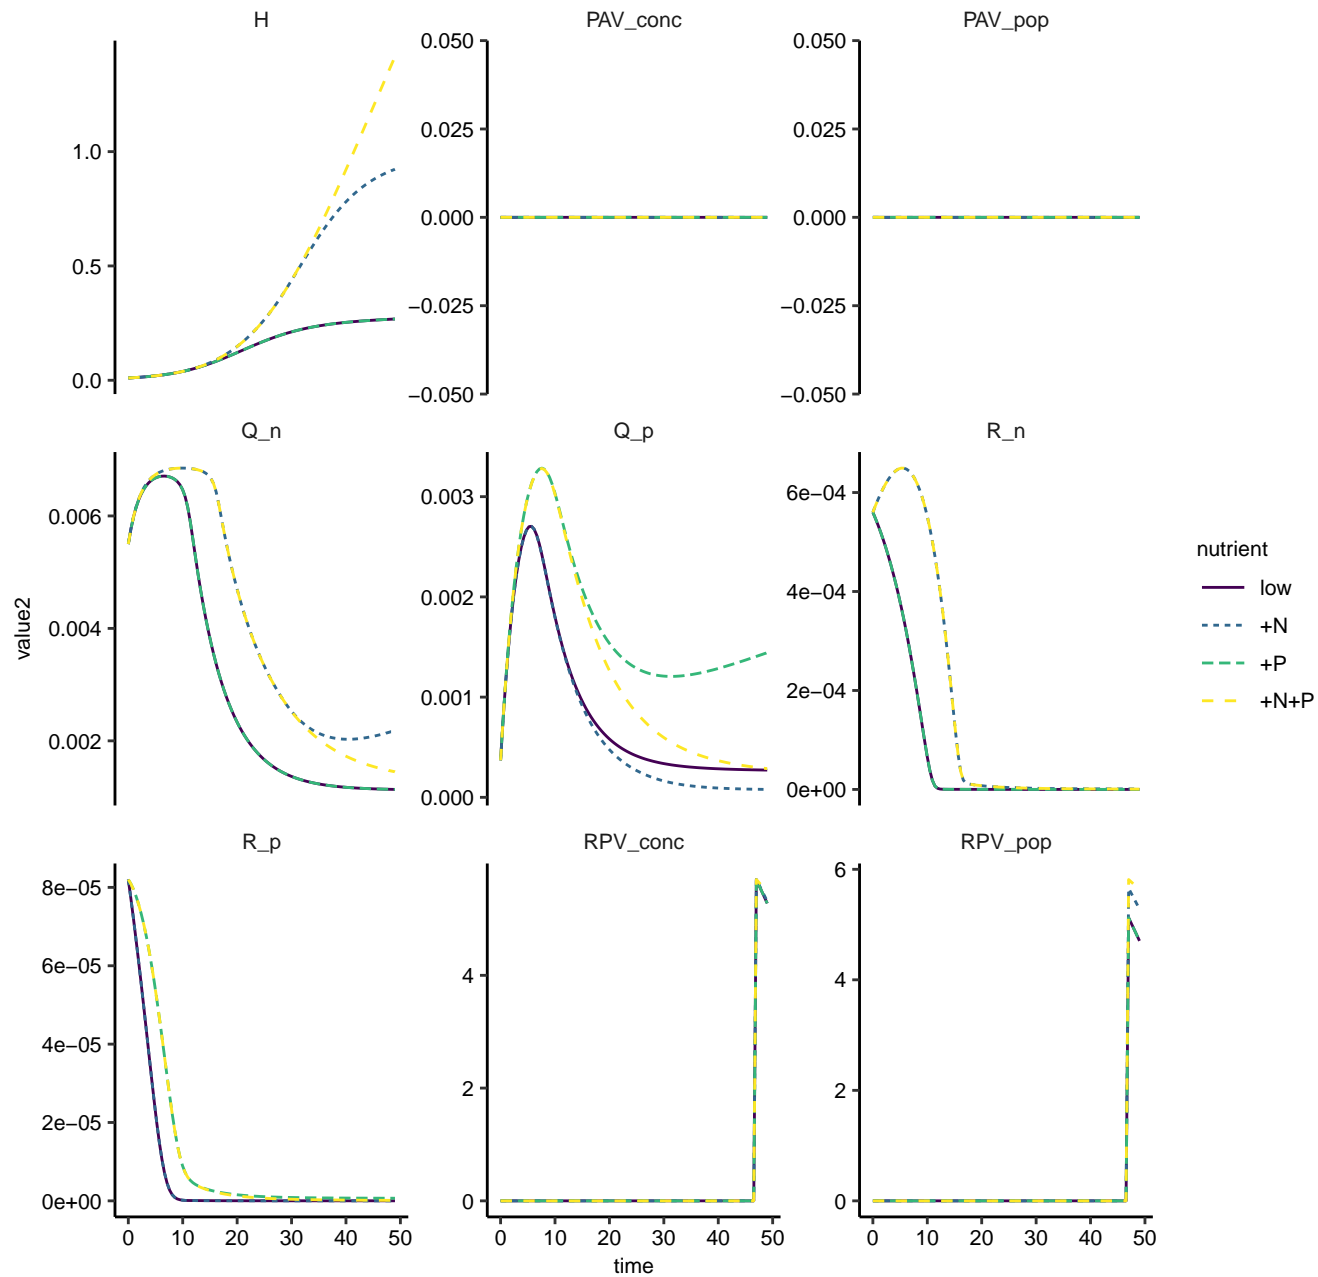 H
PAV_conc
PAV_pop
1.0
0.5
0.0
0.050
0.025
0.000
−0.025
−0.050
0.050
0.025
0.000
−0.025
−0.050
Q_n
Q_p
R_n
0.006
0.004
0.002
0.003
0.002
0.001
0.000
6e−04
4e−04
2e−04
0e+00
R_p
RPV_conc
RPV_pop
8e−05
6e−05
4e−05
2e−05
0e+00
4
2
0
6
4
2
0
0 10 20 30 40 50
0 10 20 30 40 50
0 10 20 30 40 50
time
value2
nutrient
low
+N
+P
+N+P